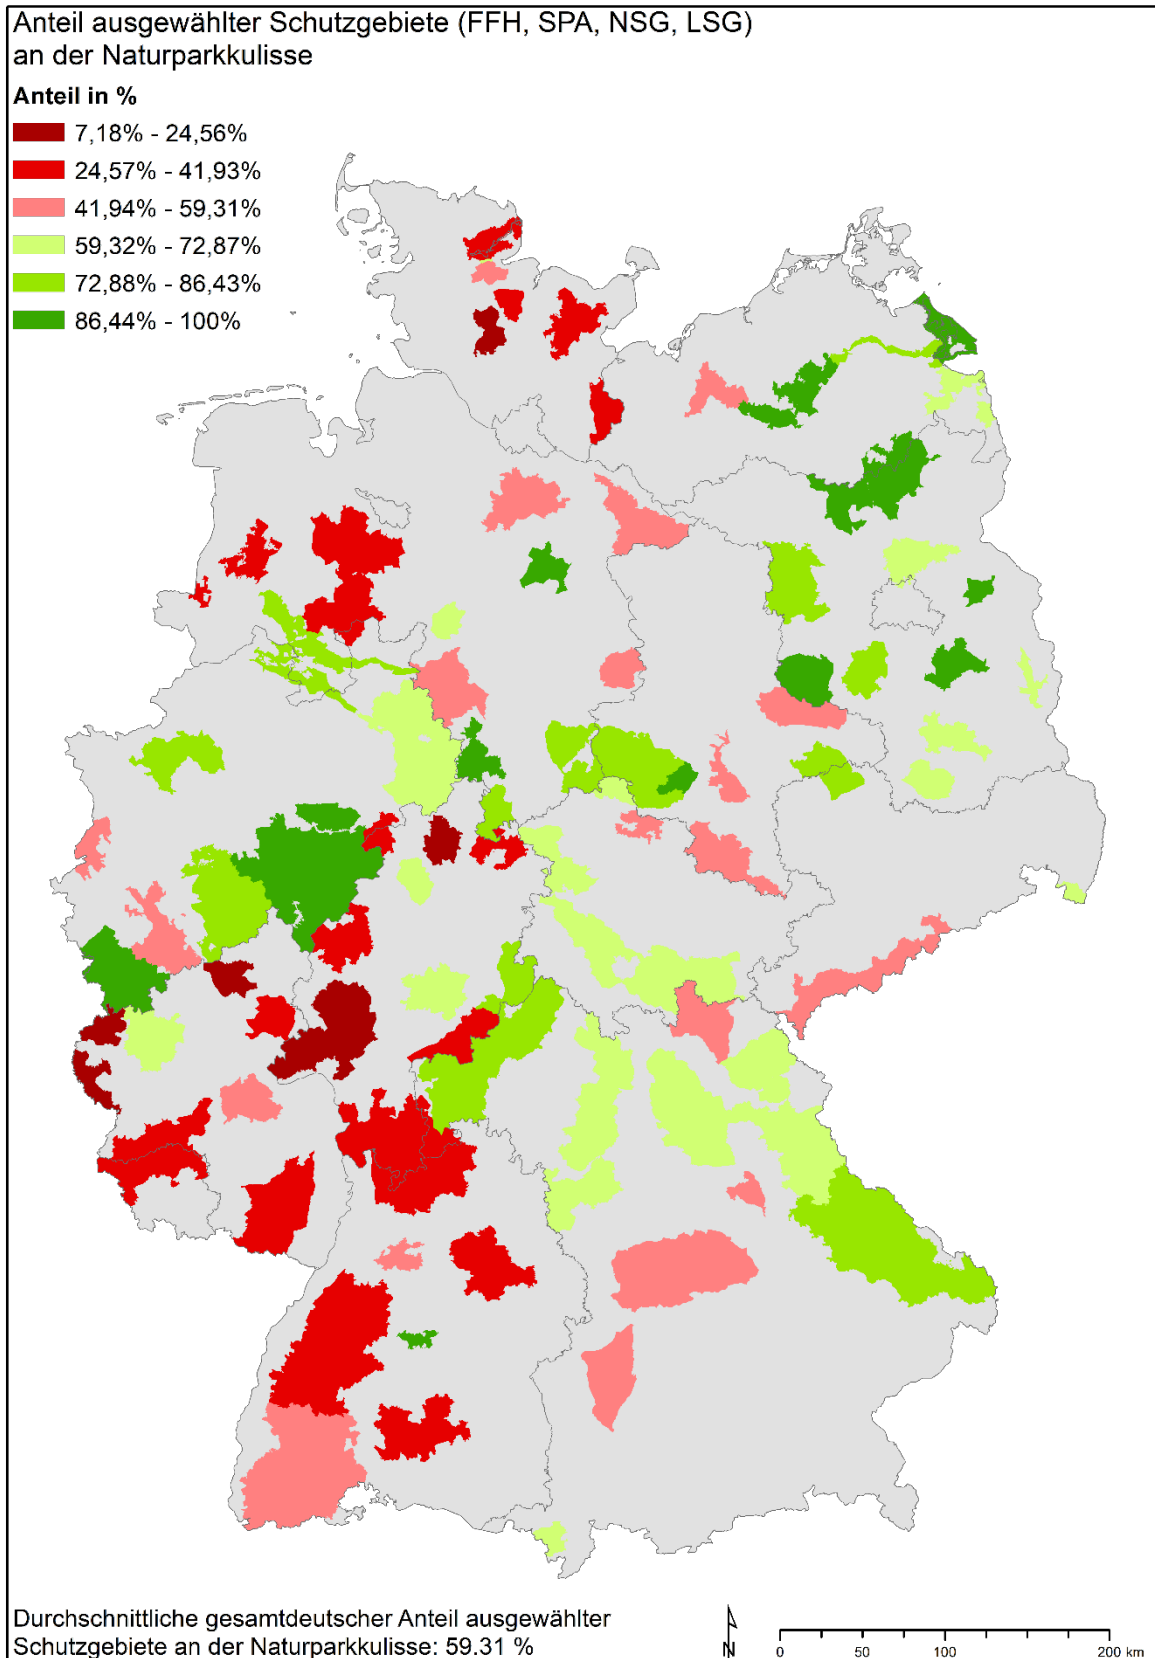 Anteil ausgewählter Schutzgebiete (FFH, SPA, NSG, LSG)
an der Naturparkkulisse
Anteil in %
7,18% - 24,56%
24,57% - 41,93%
41,94% - 59,31%
59,32% - 72,87%
72,88% - 86,43%
86,44% - 100%
Durchschnittliche gesamtdeutscher Anteil ausgewählter
Schutzgebiete an der Naturparkkulisse: 59.31 %
N
0 50 100 200 km